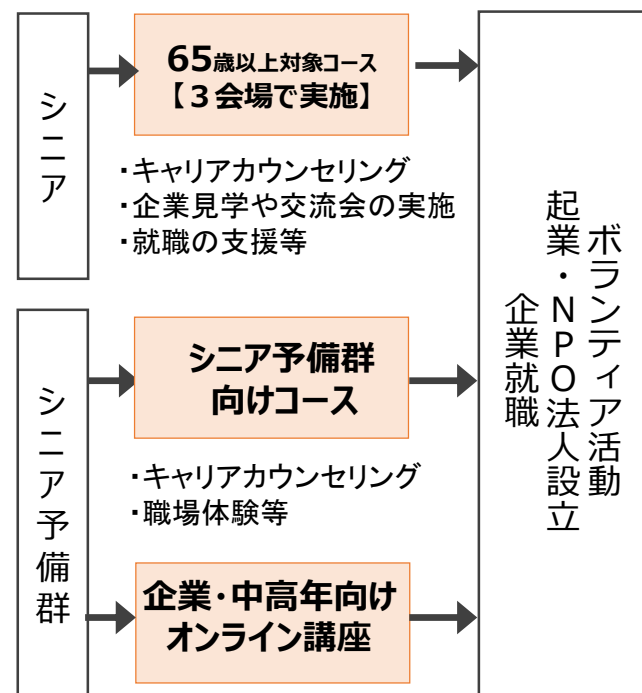 シニア
65歳以上対象コース
【３会場で実施】
・キャリアカウンセリング
・企業見学や交流会の実施
・就職の支援等
シニア予備群
シニア予備群
向けコース
・キャリアカウンセリング
・職場体験等
企業・中高年向け
オンライン講座
ボランティア活動
起業・ＮＰＯ法人設立
企業就職